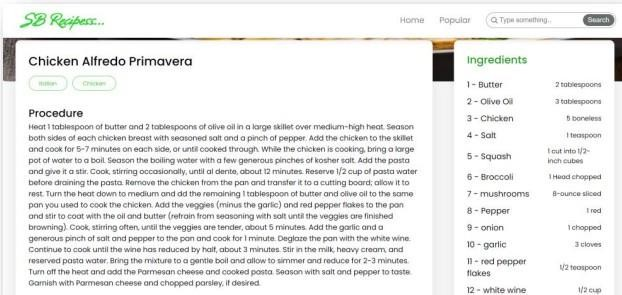 SB Recipess...
Home
Popular
Type something..
Search
Chicken Alfredo Primavera
Italian
Chicken
Procedure
Heat 1 tablespoon of butter and 2 tablespoons of olive oil in a large skillet over medium-high heat. Season
both sides of each chicken breast with seasoned salt and a pinch of pepper. Add the chicken to the skillet
and cook for 5-7 minutes on each side, or until cooked through. While the chicken is cooking, bring a large
pot of water to a boil. Season the boiling water with a few generous pinches of kosher salt. Add the pasta
and give it a stir. Cook, stirring occasionally, until al dente, about 12 minutes. Reserve 1/2 cup of pasta water
before draining the pasta. Remove the chicken from the pan and transfer it to a cutting board; allow it to
rest. Turn the heat down to medium and dd the remaining 1 tablespoon of butter and olive oil to the same
pan you used to cook the chicken. Add the veggies (minus the garlic) and red pepper flakes to the pan
and stir to coat with the oil and butter (refrain from seasoning with salt until the veggies are finished
browning). Cook, stirring often, until the veggies are tender, about 5 minutes. Add the garlic and a
generous pinch of salt and pepper to the pan and cook for 1 minute. Deglaze the pan with the white wine.
Continue to cook until the wine has reduced by half, about 3 minutes. Stir in the milk, heavy cream, and
reserved pasta water. Bring the mixture to a gentle boil and allow to simmer and reduce for 2-3 minutes.
Turn off the heat and add the Parmesan cheese and cooked pasta. Season with salt and pepper to taste.
Garnish with Parmesan cheese and chopped parsley, if desired.
Ingredients
1 - Butter 2 tablespoons
2 - Olive Oil 3 tablespoons
3 - Chicken 5 boneless
4 - Salt 1 teaspoon
5 - Squash 1 cut into 1/2-
inch cubes
6 - Broccoli 1 Head chopped
7 - mushrooms 8-ounce sliced
8 - Pepper 1 red
9 - onion 1 chopped
10 - garlic 3 cloves
11 - red pepper
flakes 1/2 teaspoon
12 - white wine 1/2 cup